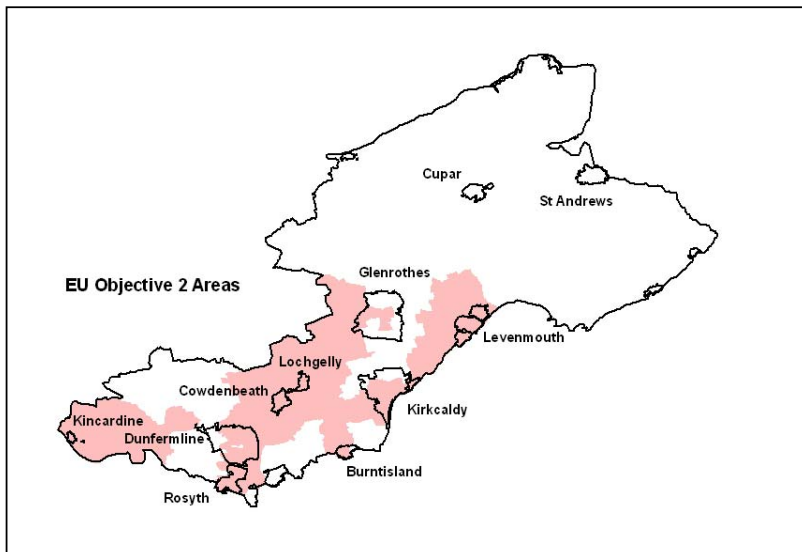 Cupar
St Andrews
Glenrothes
EU Objective 2 Areas
Levenmouth
Lochgelly
Cowdenbeath
Kirkcaldy
Kincardine
Dunfermline
Burntisland
Rosyth